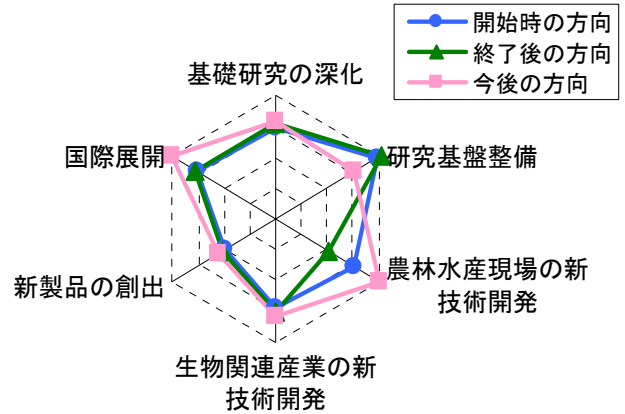 開始時の方向
終了後の方向
今後の方向
基礎研究の深化
国際展開
研究基盤整備
農林水産現場の新
技術開発
新製品の創出
生物関連産業の新
技術開発